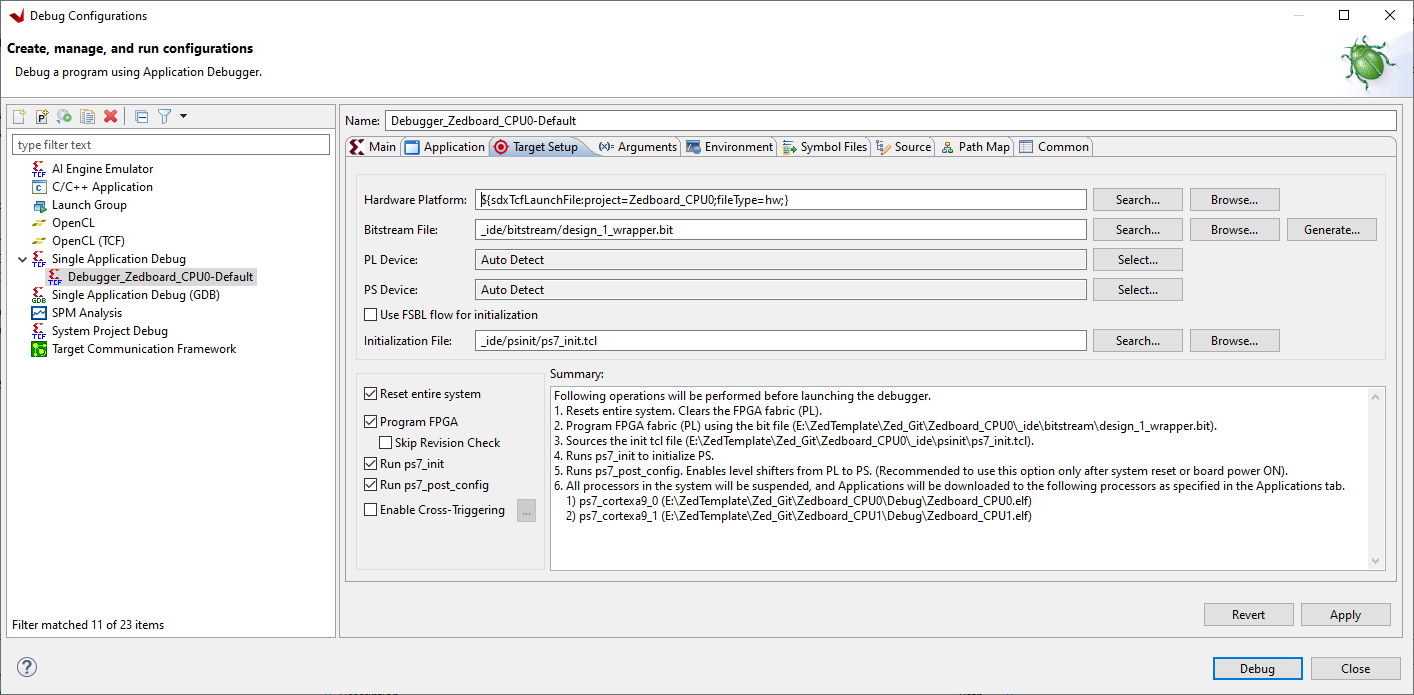 Debug Configurations
Create, manage, and run configurations
Debug a program using Application Debugger.
type filter text
AI Engine Emulator
C/C++ Application
Launch Group
OpenCL
OpenCL (TCF)
Single Application Debug
Debugger_Zedboard_CPU0-Default
Single Application Debug (GDB)
SPM Analysis
System Project Debug
Target Communication Framework
Filter matched 11 of 23 items
Name: Debugger_Zedboard_CPU0-Default
Main Application Target Setup (x)= Arguments Environment Symbol Files Source Path Map Common
Hardware Platform: ${sdxTcfLaunchFile:project=Zedboard_CPU0;fileType=hw;} Search... Browse...
Bitstream File: _ide/bitstream/design_1_wrapper.bit Search... Browse... Generate...
PL Device: Auto Detect Select...
PS Device: Auto Detect Select...
Use FSBL flow for initialization
Initialization File: _ide/psinit/ps7_init.tcl Search... Browse...
Reset entire system
Program FPGA
Skip Revision Check
Run ps7_init
Run ps7_post_config
Enable Cross-Triggering ...
Summary:
Following operations will be performed before launching the debugger.
1. Resets entire system. Clears the FPGA fabric (PL).
2. Program FPGA fabric (PL) using the bit file (E:\ZedTemplate\Zed_Git\Zedboard_CPU0\_ide\bitstream\design_1_wrapper.bit).
3. Sources the init tcl file (E:\ZedTemplate\Zed_Git\Zedboard_CPU0\_ide\psinit\ps7_init.tcl).
4. Runs ps7_init to initialize PS.
5. Runs ps7_post_config. Enables level shifters from PL to PS. (Recommended to use this option only after system reset or board power ON).
6. All processors in the system will be suspended, and Applications will be downloaded to the following processors as specified in the Applications tab.
1) ps7_cortexa9_0 (E:\ZedTemplate\Zed_Git\Zedboard_CPU0\Debug\Zedboard_CPU0.elf)
2) ps7_cortexa9_1 (E:\ZedTemplate\Zed_Git\Zedboard_CPU1\Debug\Zedboard_CPU1.elf)
Revert Apply
Debug Close